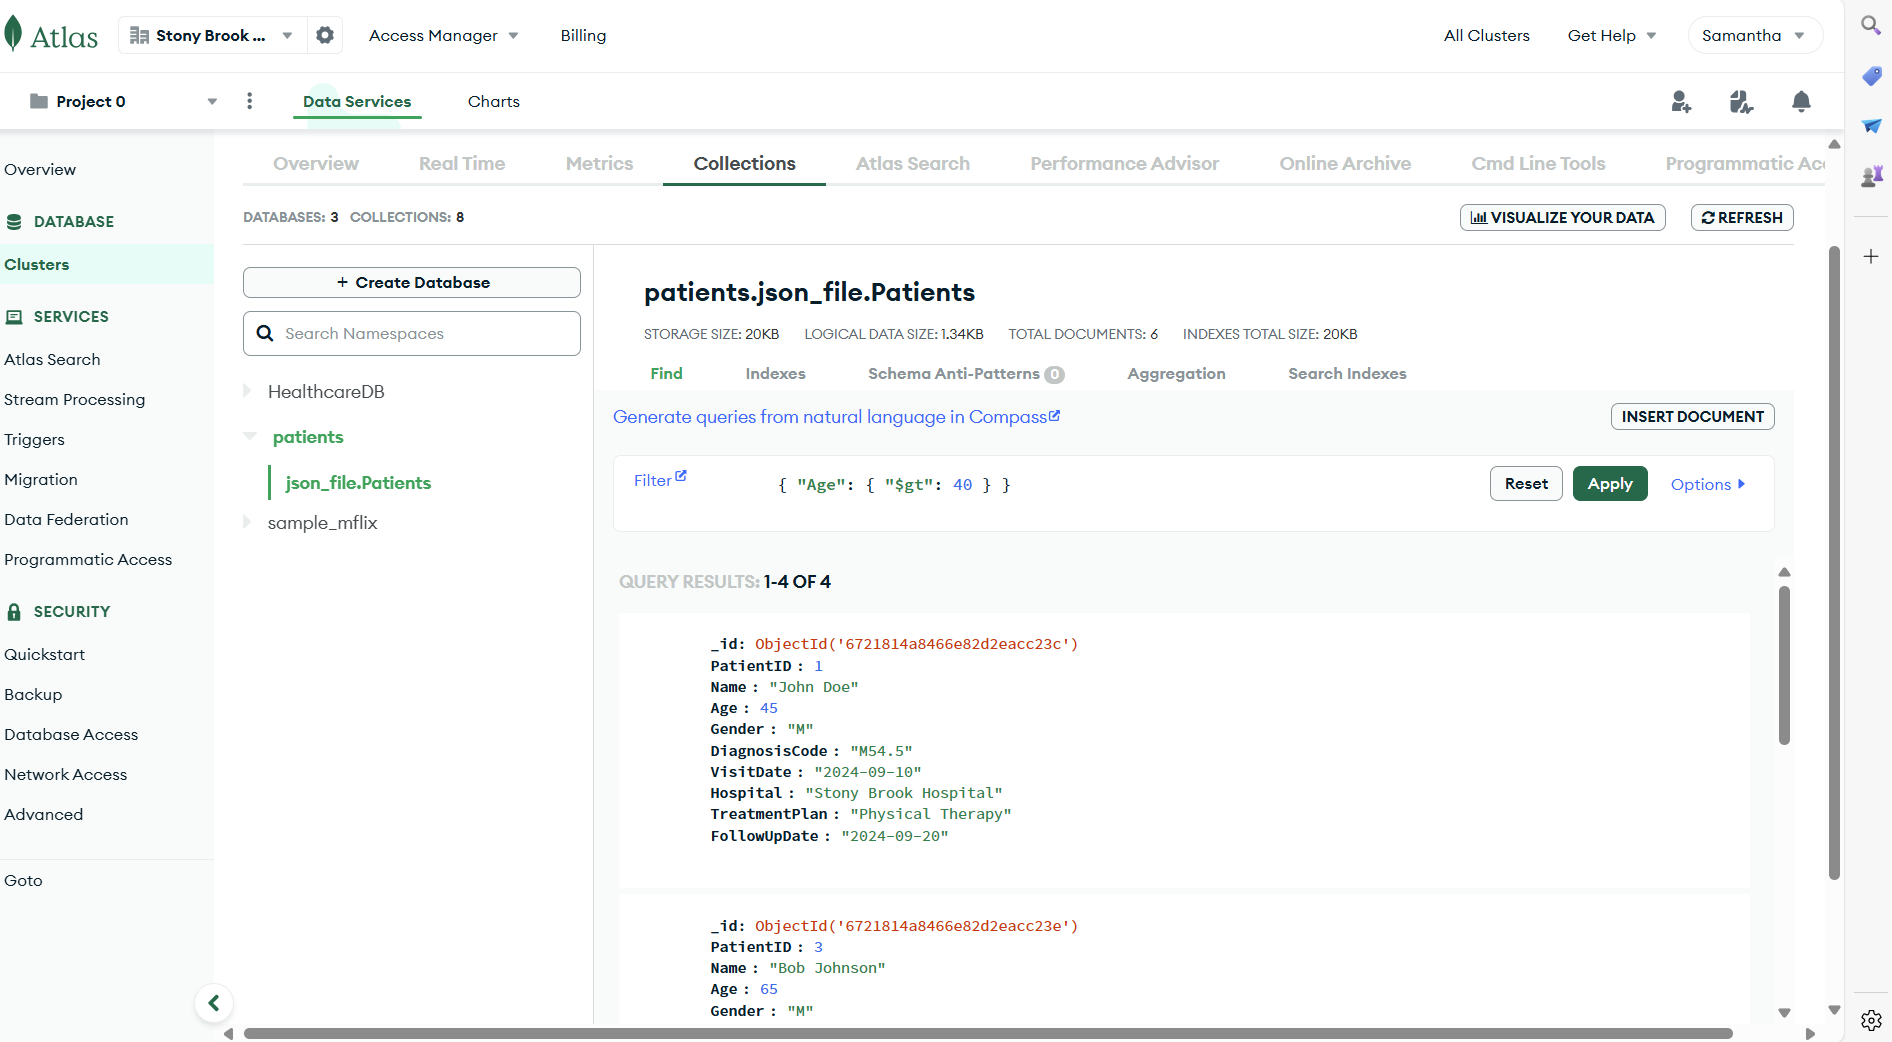 Atlas
Stony Brook ...
Access Manager
Billing
All Clusters
Get Help
Samantha
Project 0
Data Services
Charts
Overview
DATABASE
Clusters
SERVICES
Atlas Search
Stream Processing
Triggers
Migration
Data Federation
Programmatic Access
SECURITY
Quickstart
Backup
Database Access
Network Access
Advanced
Goto
Overview Real Time Metrics Collections Atlas Search Performance Advisor Online Archive Cmd Line Tools Programmatic Acc
DATABASES: 3 COLLECTIONS: 8
VISUALIZE YOUR DATA
REFRESH
+ Create Database
Search Namespaces
HealthcareDB
patients
json_file.Patients
sample_mflix
patients.json_file.Patients
STORAGE SIZE: 20KB LOGICAL DATA SIZE: 1.34KB TOTAL DOCUMENTS: 6 INDEXES TOTAL SIZE: 20KB
Find Indexes Schema Anti-Patterns 0 Aggregation Search Indexes
Generate queries from natural language in Compass
INSERT DOCUMENT
Filter
{ "Age": { "$gt": 40 } }
Reset
Apply
Options
QUERY RESULTS: 1-4 OF 4
_id: ObjectId('6721814a8466e82d2eacc23c')
PatientID : 1
Name : "John Doe"
Age : 45
Gender : "M"
DiagnosisCode : "M54.5"
VisitDate : "2024-09-10"
Hospital : "Stony Brook Hospital"
TreatmentPlan : "Physical Therapy"
FollowUpDate : "2024-09-20"
_id: ObjectId('6721814a8466e82d2eacc23e')
PatientID : 3
Name : "Bob Johnson"
Age : 65
Gender : "M"